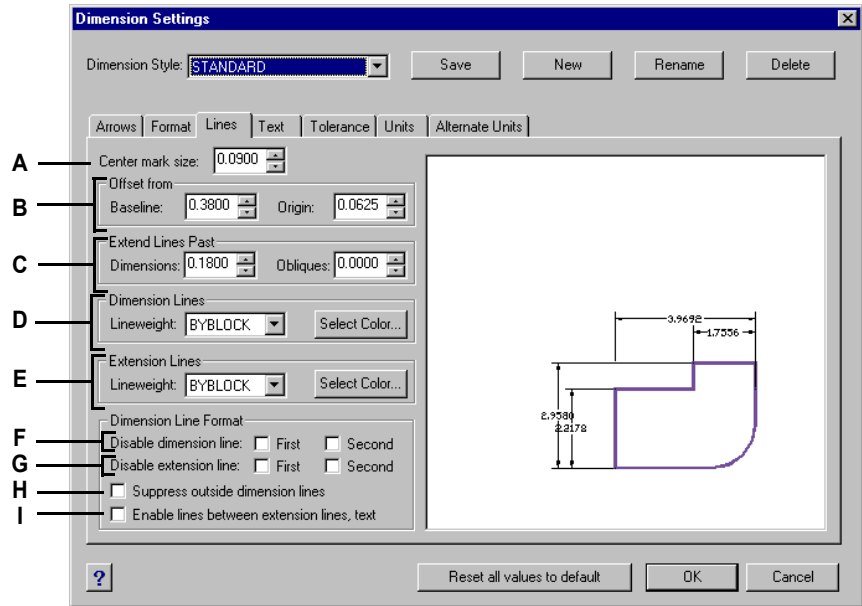 Dimension Settings
Dimension Style: STANDARD Save New Rename Delete
Arrows Format Lines Text Tolerance Units Alternate Units
A Center mark size: 0.0900
Offset from
B Baseline: 0.3800 Origin: 0.0625
Extend Lines Past
C Dimensions: 0.1800 Obliques: 0.0000
Dimension Lines
D Lineweight: BYBLOCK Select Color...
Extension Lines
E Lineweight: BYBLOCK Select Color...
Dimension Line Format
F Disable dimension line: First Second
G Disable extension line: First Second
H Suppress outside dimension lines
I Enable lines between extension lines, text
3.9692
1.7556
2.9580
2.2178
? Reset all values to default OK Cancel